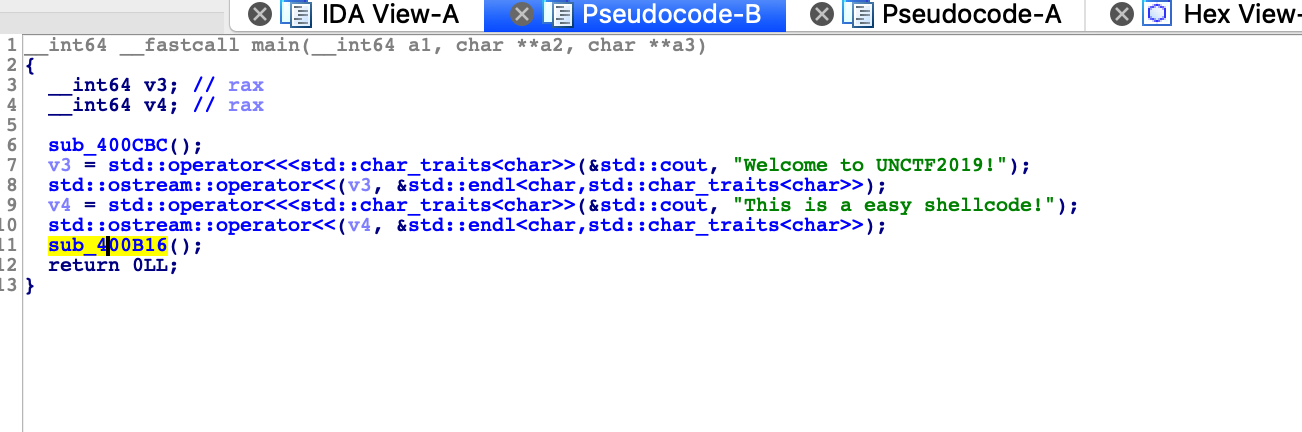 IDA View-A Pseudocode-B Pseudocode-A Hex View-
1 __int64 __fastcall main(__int64 a1, char **a2, char **a3)
2 {
3 __int64 v3; // rax
4 __int64 v4; // rax
5
6 sub_400CBC();
7 v3 = std::operator<<<std::char_traits<char>>(&std::cout, "Welcome to UNCTF2019!");
8 std::ostream::operator<<(v3, &std::endl<char,std::char_traits<char>>);
9 v4 = std::operator<<<std::char_traits<char>>(&std::cout, "This is a easy shellcode!");
10 std::ostream::operator<<(v4, &std::endl<char,std::char_traits<char>>);
11 sub_400B16();
12 return 0LL;
13 }